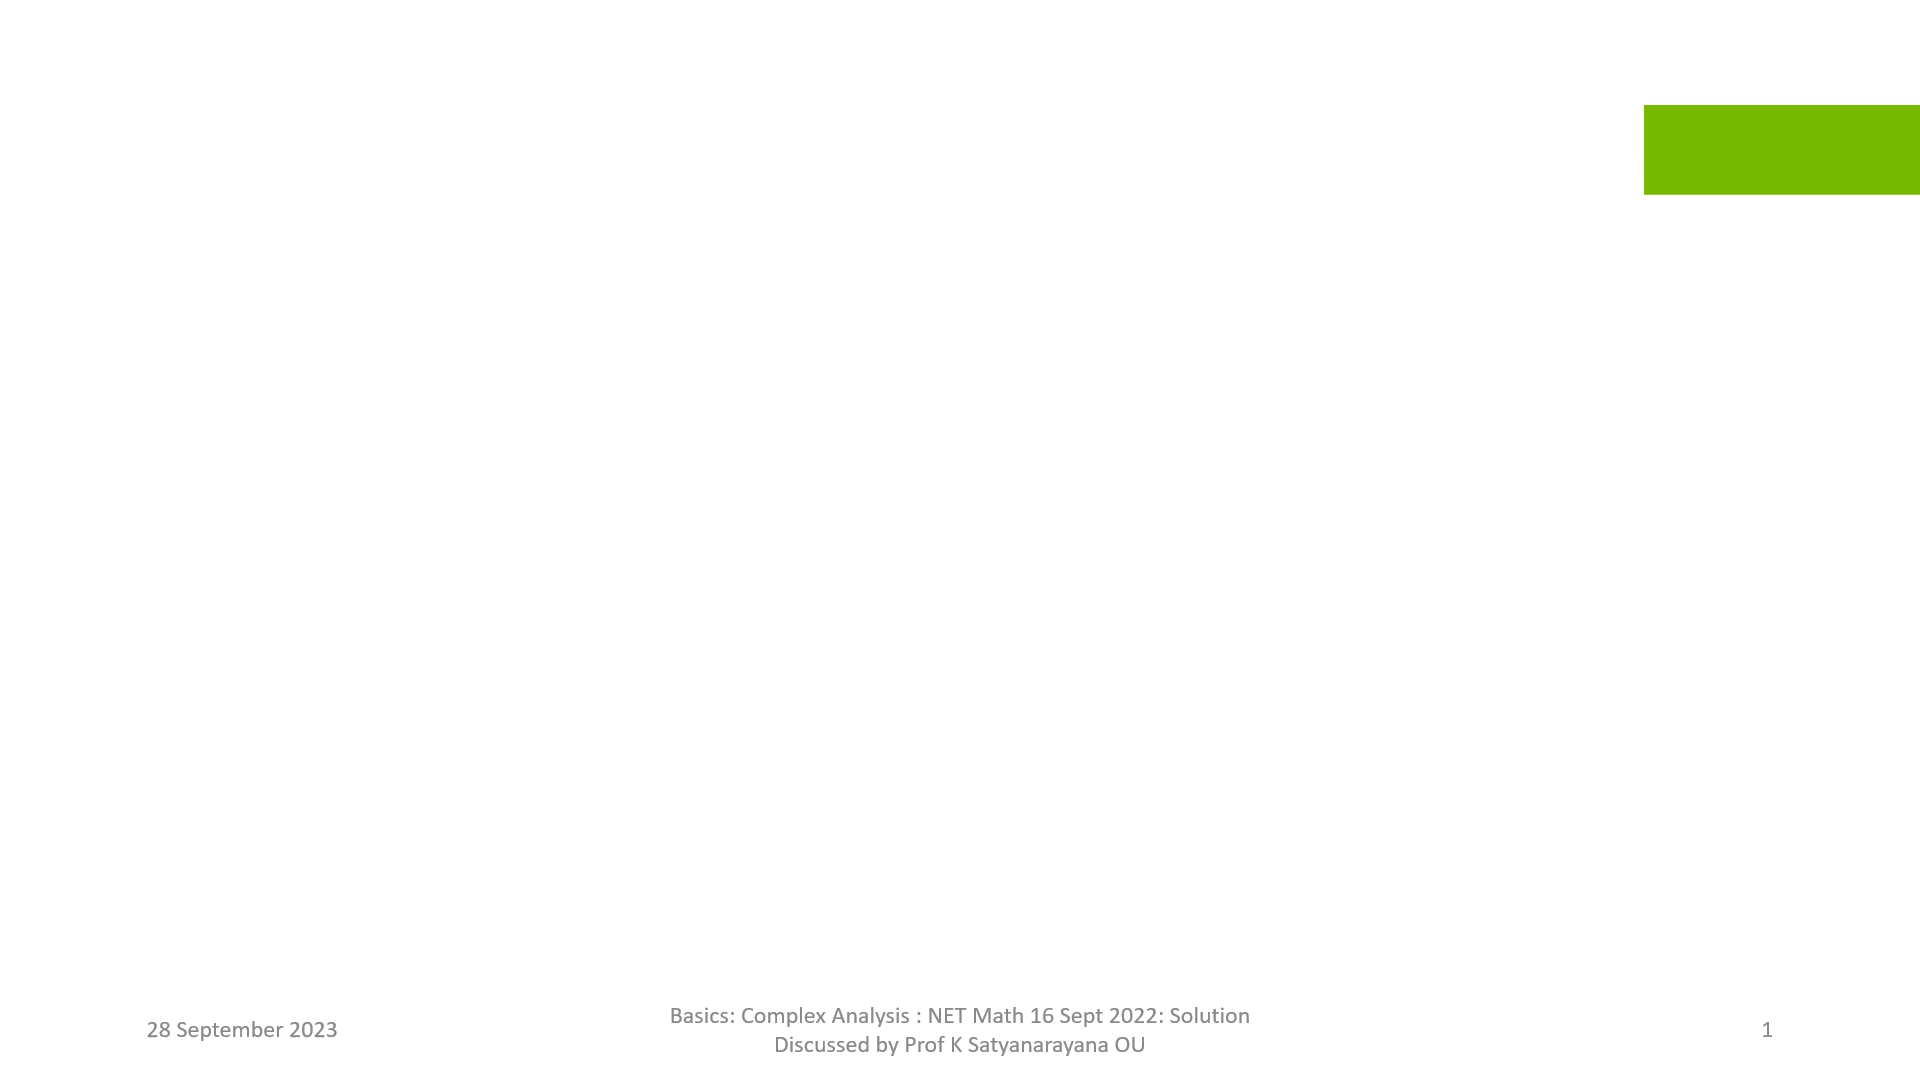 28 September 2023
Basics: Complex Analysis : NET Math 16 Sept 2022: Solution
Discussed by Prof K Satyanarayana OU
1